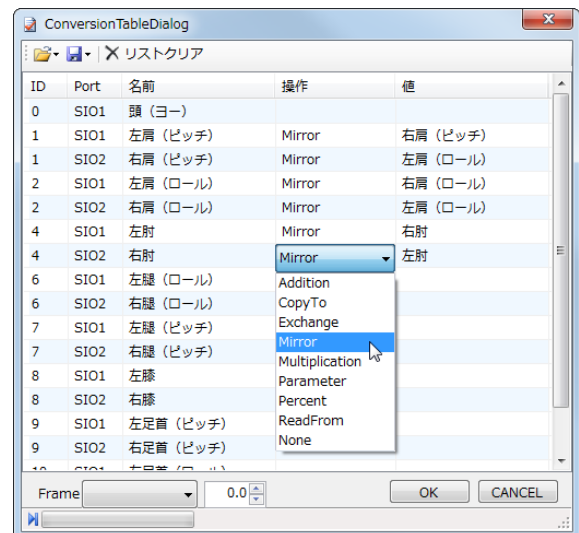 ConversionTableDialog
リストクリア
ID Port 名前 操作 値
0 SIO1 頭（ヨー）
1 SIO1 左肩（ピッチ） Mirror 右肩（ピッチ）
1 SIO2 右肩（ピッチ） Mirror 左肩（ロール）
2 SIO1 左肩（ロール） Mirror 右肩（ロール）
2 SIO2 右肩（ロール） Mirror 左肩（ロール）
4 SIO1 左肘 Mirror 右肘
4 SIO2 右肘 Mirror 左肘
6 SIO1 左腿（ロール） Addition
6 SIO2 右腿（ロール） CopyTo
7 SIO1 左腿（ピッチ） Exchange
Mirror
7 SIO2 右腿（ピッチ） Multiplication
8 SIO1 左膝 Parameter
8 SIO2 右膝 Percent
9 SIO1 左足首（ピッチ） ReadFrom
9 SIO2 右足首（ピッチ） None
Frame 0.0 OK CANCEL